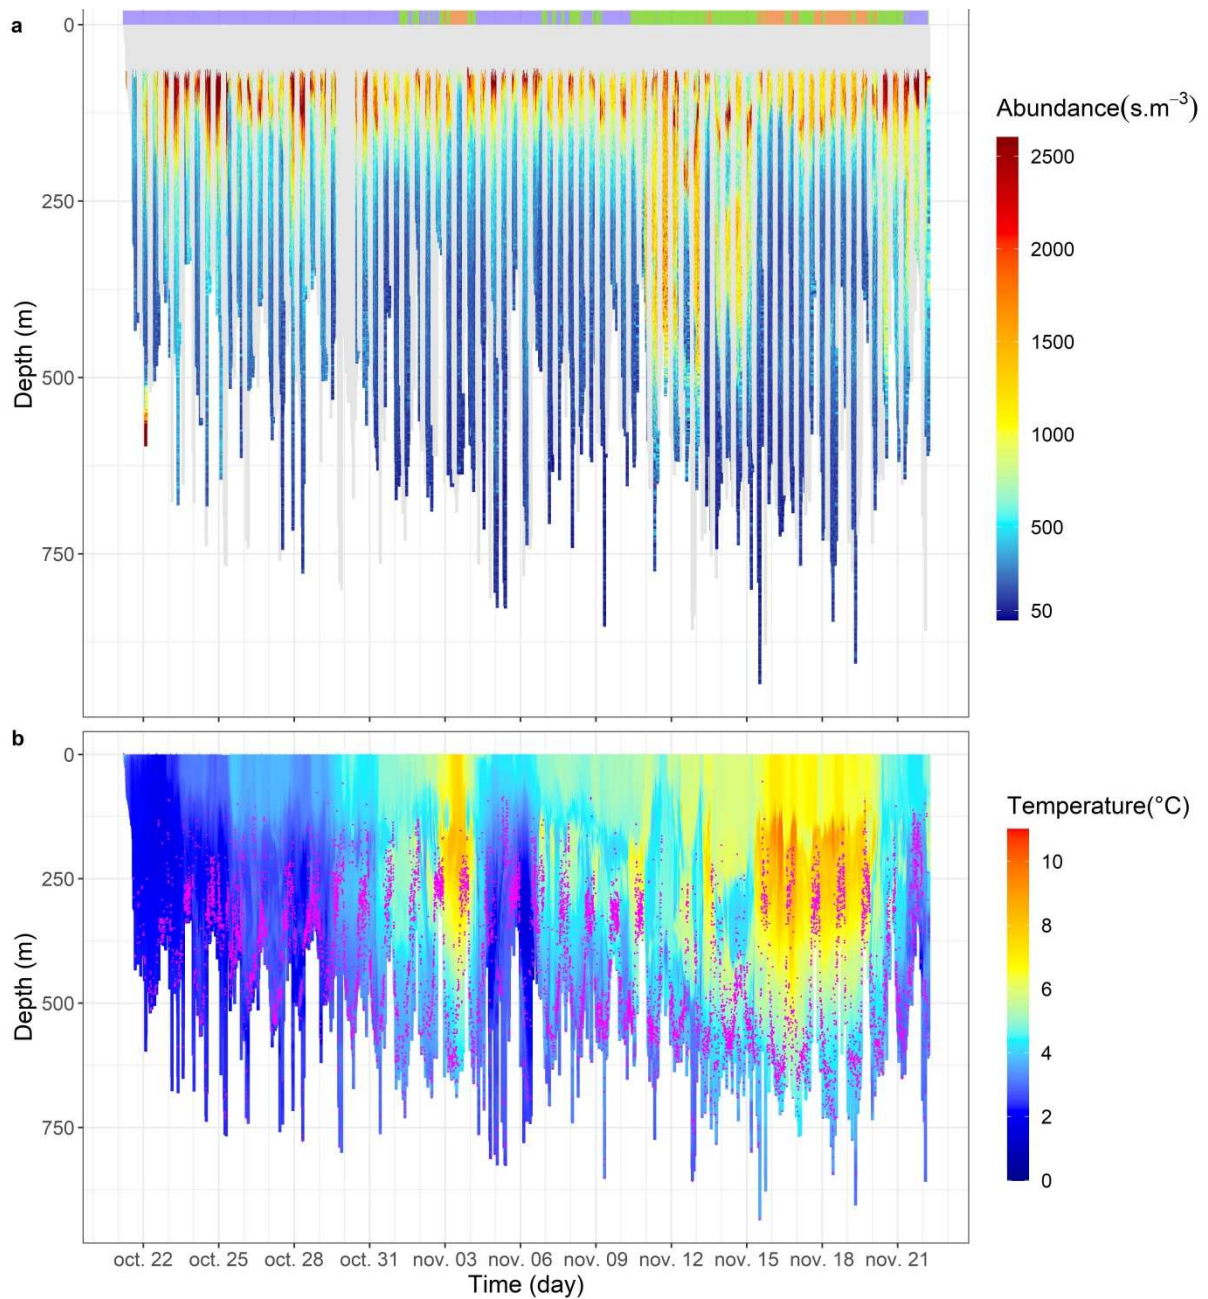 a
0
250
500
750
Depth (m)
Abundance(s.m⁻³)
2500
2000
1500
1000
500
50
b
0
250
500
750
Depth (m)
Temperature(°C)
10
8
6
4
2
0
oct. 22 oct. 25 oct. 28 oct. 31 nov. 03 nov. 06 nov. 09 nov. 12 nov. 15 nov. 18 nov. 21
Time (day)